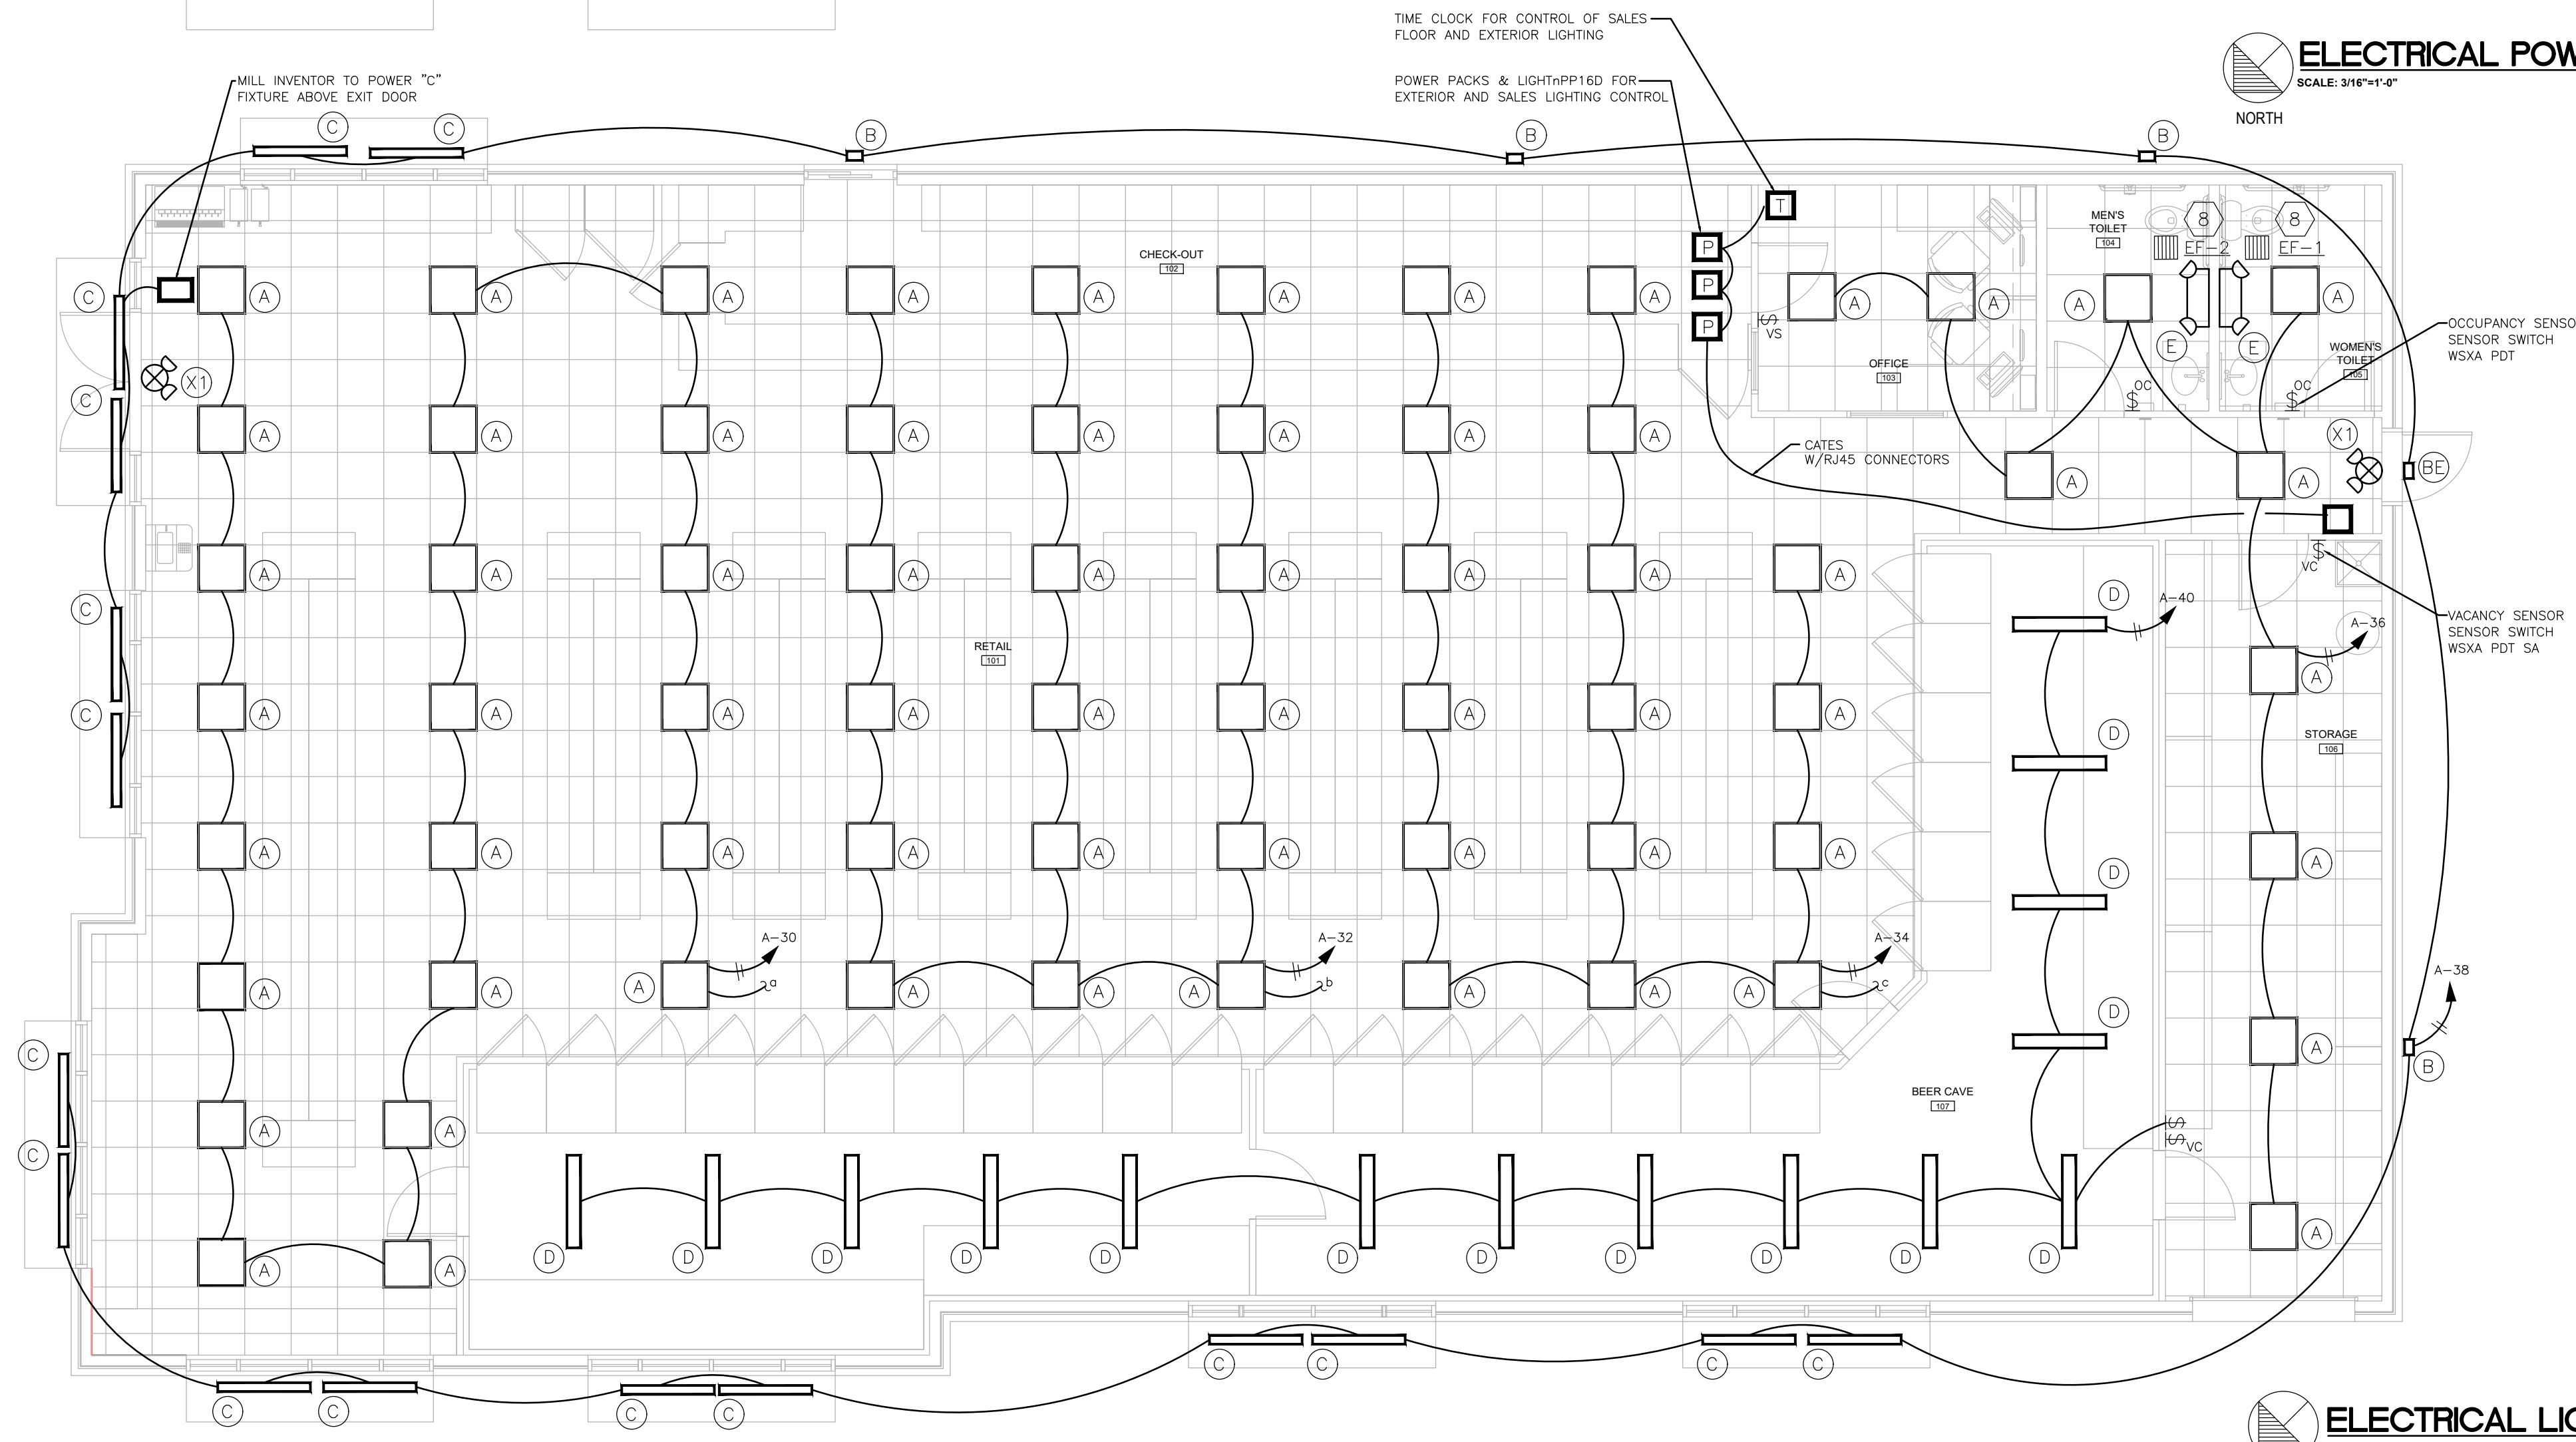 TIME CLOCK FOR CONTROL OF SALES
FLOOR AND EXTERIOR LIGHTING
ELECTRICAL POW
SCALE: 3/16"=1'-0"
NORTH
MILL INVENTOR TO POWER "C"
FIXTURE ABOVE EXIT DOOR
POWER PACKS & LIGHTnPP16D FOR
EXTERIOR AND SALES LIGHTING CONTROL
C C B B B
T
MEN'S
TOILET
104
8 8
EF-2 EF-1
CHECK-OUT
102
P
P
P
C A A A A A A A A A A A A
VS
E E
OCCUPANCY SENSO
SENSOR SWITCH
WSXA PDT
WOMEN'S
TOILET
105
OFFICE
103
X1
OC OC
C A A A A A A A A
X1
CATES
W/RJ45 CONNECTORS
A A BE
VC
A A A A A A A A A
C
D
A-40
A-36
VACANCY SENSOR
SENSOR SWITCH
WSXA PDT SA
RETAIL
101
A
C A A A A A A A A A
D
STORAGE
106
A A A A A A A A A
D A
A-30 A-32 A-34
A-38
A A A A A A A A A
a b c
D
C A
B
BEER CAVE
107
A A
VC
C
D D D D D D D D D D D
A
A A
C C C C
C C C C
ELECTRICAL LIG